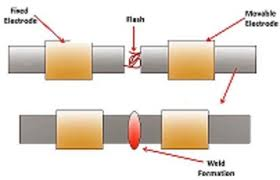 Fixed
Electrode
Flash
Movable
Electrode
Weld
Formation